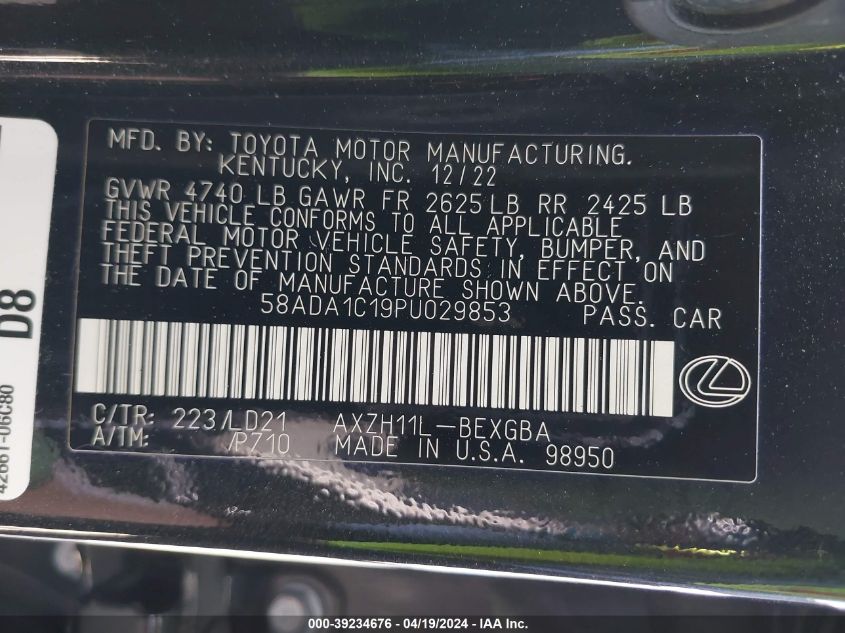 MFD. BY: TOYOTA MOTOR MANUFACTURING.
KENTUCKY, INC. 12/22
GVWR 4740 LB GAWR FR 2625 LB RR 2425 LB
THIS VEHICLE CONFORMS TO ALL APPLICABLE
FEDERAL MOTOR VEHICLE SAFETY, BUMPER, AND
THEFT PREVENTION STANDARDS IN EFFECT ON
THE DATE OF MANUFACTURE SHOWN ABOVE.
58ADA1C19PU029853 PASS. CAR
C/TR: 223/LD21 AXZH11L-BEXGBA
A/TM: /P710 MADE IN U.S.A. 98950
D8
42661-06C80
000-39234676 - 04/19/2024 - IAA Inc.